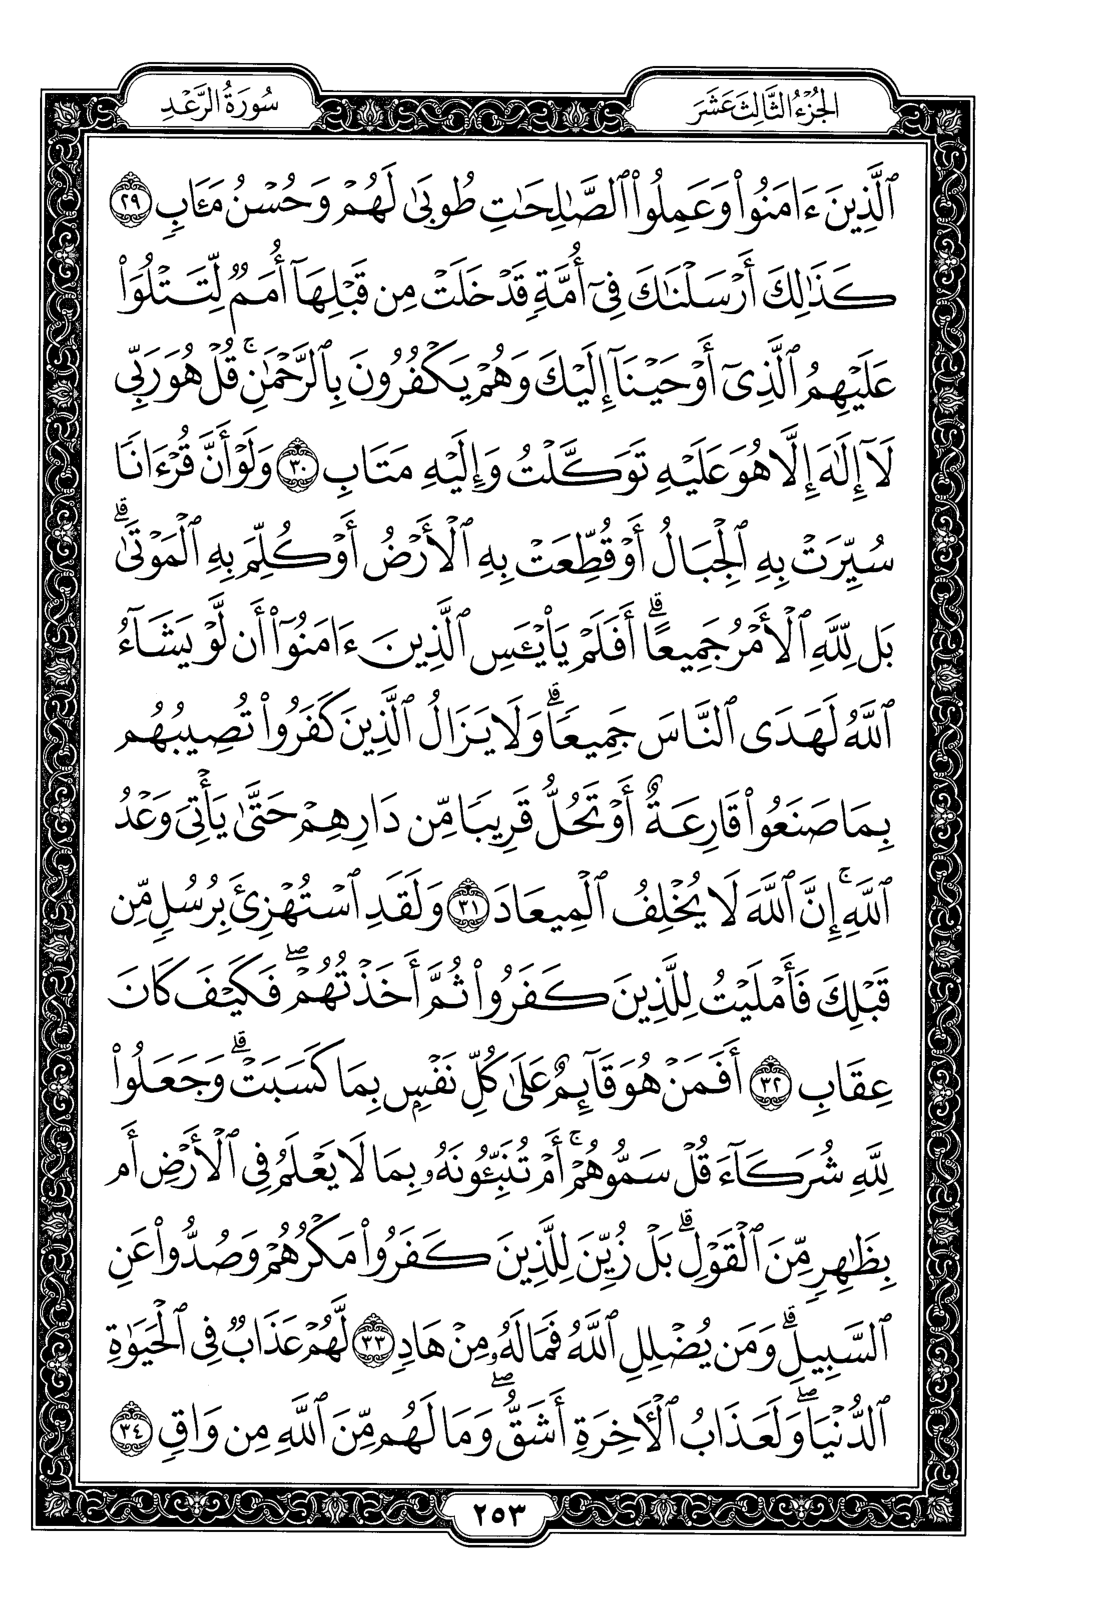 الجزء الثالث عشر
سورة الرعد
ٱلَّذِينَ ءَامَنُوا۟ وَعَمِلُوا۟ ٱلصَّـٰلِحَـٰتِ طُوبَىٰ لَهُمْ وَحُسْنُ مَـَٔابٍ ٢٩
كَذَٰلِكَ أَرْسَلْنَـٰكَ فِىٓ أُمَّةٍ قَدْ خَلَتْ مِن قَبْلِهَآ أُمَمٌ لِّتَتْلُوَا۟
عَلَيْهِمُ ٱلَّذِىٓ أَوْحَيْنَآ إِلَيْكَ وَهُمْ يَكْفُرُونَ بِٱلرَّحْمَـٰنِ ۚ قُلْ هُوَ رَبِّى
لَآ إِلَـٰهَ إِلَّا هُوَ عَلَيْهِ تَوَكَّلْتُ وَإِلَيْهِ مَتَابِ ٣٠ وَلَوْ أَنَّ قُرْءَانًا
سُيِّرَتْ بِهِ ٱلْجِبَالُ أَوْ قُطِّعَتْ بِهِ ٱلْأَرْضُ أَوْ كُلِّمَ بِهِ ٱلْمَوْتَىٰ ۗ
بَل لِّلَّهِ ٱلْأَمْرُ جَمِيعًا ۗ أَفَلَمْ يَا۟يْـَٔسِ ٱلَّذِينَ ءَامَنُوٓا۟ أَن لَّوْ يَشَآءُ
ٱللَّهُ لَهَدَى ٱلنَّاسَ جَمِيعًا ۗ وَلَا يَزَالُ ٱلَّذِينَ كَفَرُوا۟ تُصِيبُهُم
بِمَا صَنَعُوا۟ قَارِعَةٌ أَوْ تَحُلُّ قَرِيبًا مِّن دَارِهِمْ حَتَّىٰ يَأْتِىَ وَعْدُ
ٱللَّهِ ۚ إِنَّ ٱللَّهَ لَا يُخْلِفُ ٱلْمِيعَادَ ٣١ وَلَقَدِ ٱسْتُهْزِئَ بِرُسُلٍ مِّن
قَبْلِكَ فَأَمْلَيْتُ لِلَّذِينَ كَفَرُوا۟ ثُمَّ أَخَذْتُهُمْ ۖ فَكَيْفَ كَانَ
عِقَابِ ٣٢ أَفَمَنْ هُوَ قَآئِمٌ عَلَىٰ كُلِّ نَفْسٍۭ بِمَا كَسَبَتْ ۗ وَجَعَلُوا۟
لِلَّهِ شُرَكَآءَ قُلْ سَمُّوهُمْ ۚ أَمْ تُنَبِّـُٔونَهُۥ بِمَا لَا يَعْلَمُ فِى ٱلْأَرْضِ أَم
بِظَـٰهِرٍ مِّنَ ٱلْقَوْلِ ۗ بَلْ زُيِّنَ لِلَّذِينَ كَفَرُوا۟ مَكْرُهُمْ وَصُدُّوا۟ عَنِ
ٱلسَّبِيلِ ۗ وَمَن يُضْلِلِ ٱللَّهُ فَمَا لَهُۥ مِنْ هَادٍ ٣٣ لَّهُمْ عَذَابٌ فِى ٱلْحَيَوٰةِ
ٱلدُّنْيَا ۖ وَلَعَذَابُ ٱلْـَٔاخِرَةِ أَشَقُّ ۖ وَمَا لَهُم مِّنَ ٱللَّهِ مِن وَاقٍ ٣٤
٢٥٣